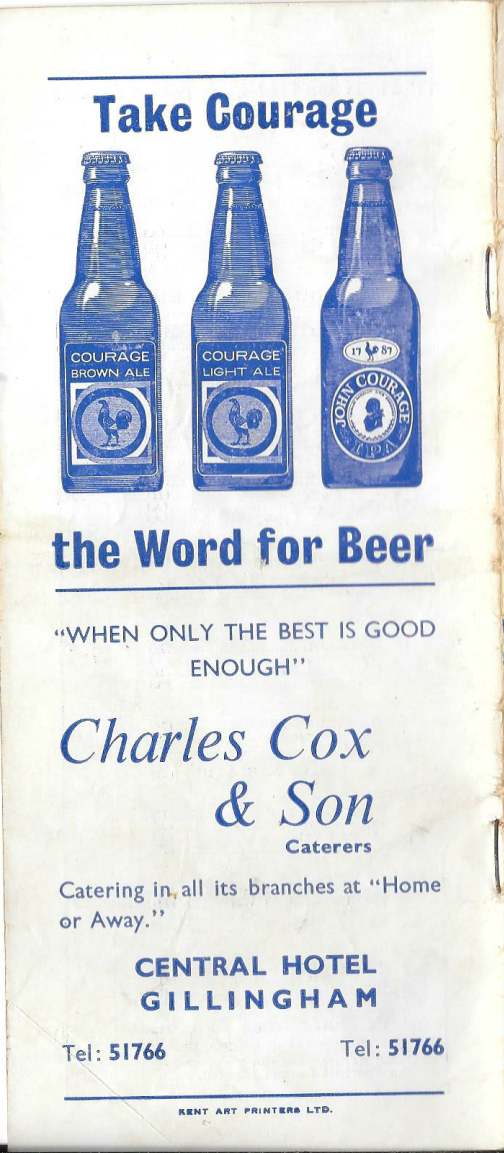 Take Courage
COURAGE
BROWN ALE
COURAGE
LIGHT ALE
17 87
JOHN COURAGE
IPA
the Word for Beer
“WHEN ONLY THE BEST IS GOOD
ENOUGH”
Charles Cox
& Son
Caterers
Catering in all its branches at “Home
or Away.”
CENTRAL HOTEL
GILLINGHAM
Tel: 51766
Tel: 51766
KENT ART PRINTERS LTD.